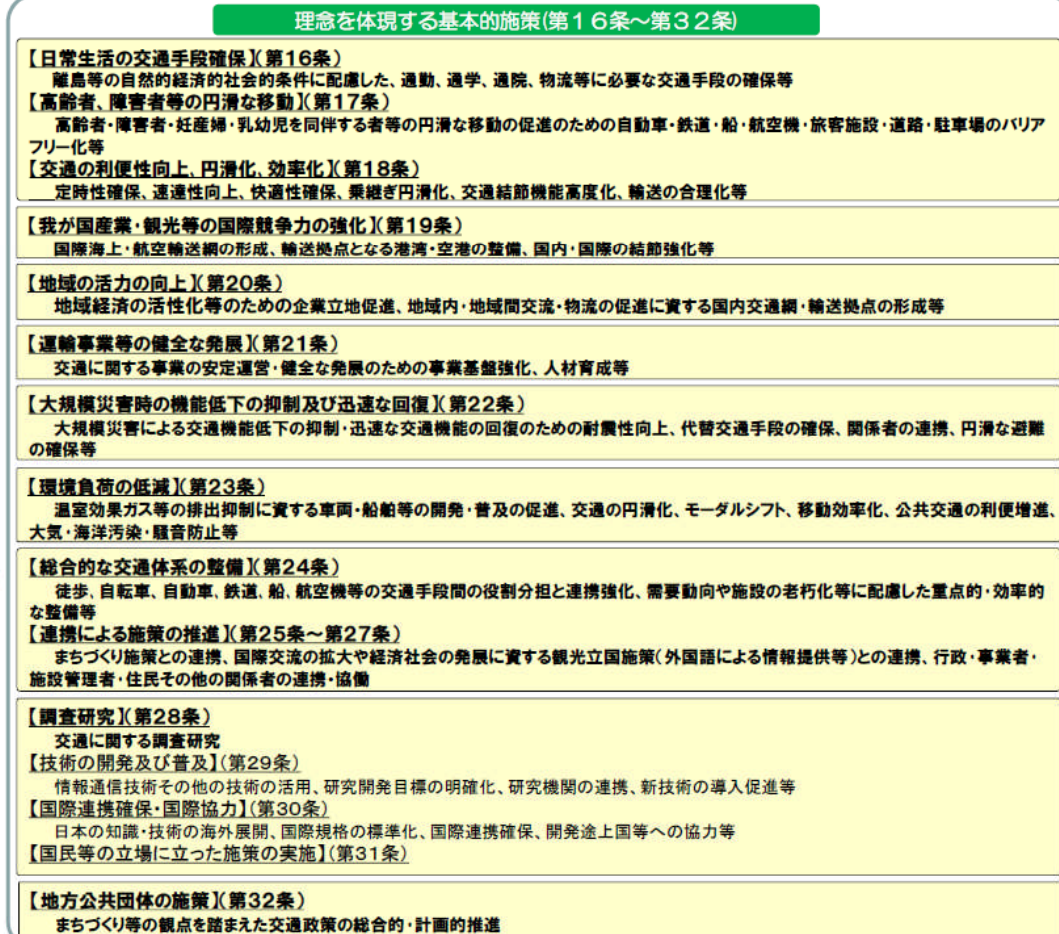 理念を体現する基本的施策(第16条~第32条)
【日常生活の交通手段確保】(第16条)
離島等の自然的経済的社会的条件に配慮した、通勤、通学、通院、物流等に必要な交通手段の確保等
【高齢者、障害者等の円滑な移動】(第17条)
高齢者・障害者・妊産婦・乳幼児を同伴する者等の円滑な移動の促進のための自動車・鉄道・船・航空機・旅客施設・道路・駐車場のバリア
フリー化等
【交通の利便性向上、円滑化、効率化】(第18条)
定時性確保、速達性向上、快適性確保、乗継ぎ円滑化、交通結節機能高度化、輸送の合理化等
【我が国産業・観光等の国際競争力の強化】(第19条)
国際海上・航空輸送網の形成、輸送拠点となる港湾・空港の整備、国内・国際の結節強化等
【地域の活力の向上】(第20条)
地域経済の活性化等のための企業立地促進、地域内・地域間交流・物流の促進に資する国内交通網・輸送拠点の形成等
【運輸事業等の健全な発展】(第21条)
交通に関する事業の安定運営・健全な発展のための事業基盤強化、人材育成等
【大規模災害時の機能低下の抑制及び迅速な回復】(第22条)
大規模災害による交通機能低下の抑制・迅速な交通機能の回復のための耐震性向上、代替交通手段の確保、関係者の連携、円滑な避難
の確保等
【環境負荷の低減】(第23条)
温室効果ガス等の排出抑制に資する車両・船舶等の開発・普及の促進、交通の円滑化、モーダルシフト、移動効率化、公共交通の利便増進、
大気・海洋汚染・騒音防止等
【総合的な交通体系の整備】(第24条)
徒歩、自転車、自動車、鉄道、船、航空機等の交通手段間の役割分担と連携強化、需要動向や施設の老朽化等に配慮した重点的・効率的
な整備等
【連携による施策の推進】(第25条~第27条)
まちづくり施策との連携、国際交流の拡大や経済社会の発展に資する観光立国施策(外国語による情報提供等)との連携、行政・事業者・
施設管理者・住民その他の関係者の連携・協働
【調査研究】(第28条)
交通に関する調査研究
【技術の開発及び普及】(第29条)
情報通信技術その他の技術の活用、研究開発目標の明確化、研究機関の連携、新技術の導入促進等
【国際連携確保・国際協力】(第30条)
日本の知識・技術の海外展開、国際規格の標準化、国際連携確保、開発途上国等への協力等
【国民等の立場に立った施策の実施】(第31条)
【地方公共団体の施策】(第32条)
まちづくり等の観点を踏まえた交通政策の総合的・計画的推進